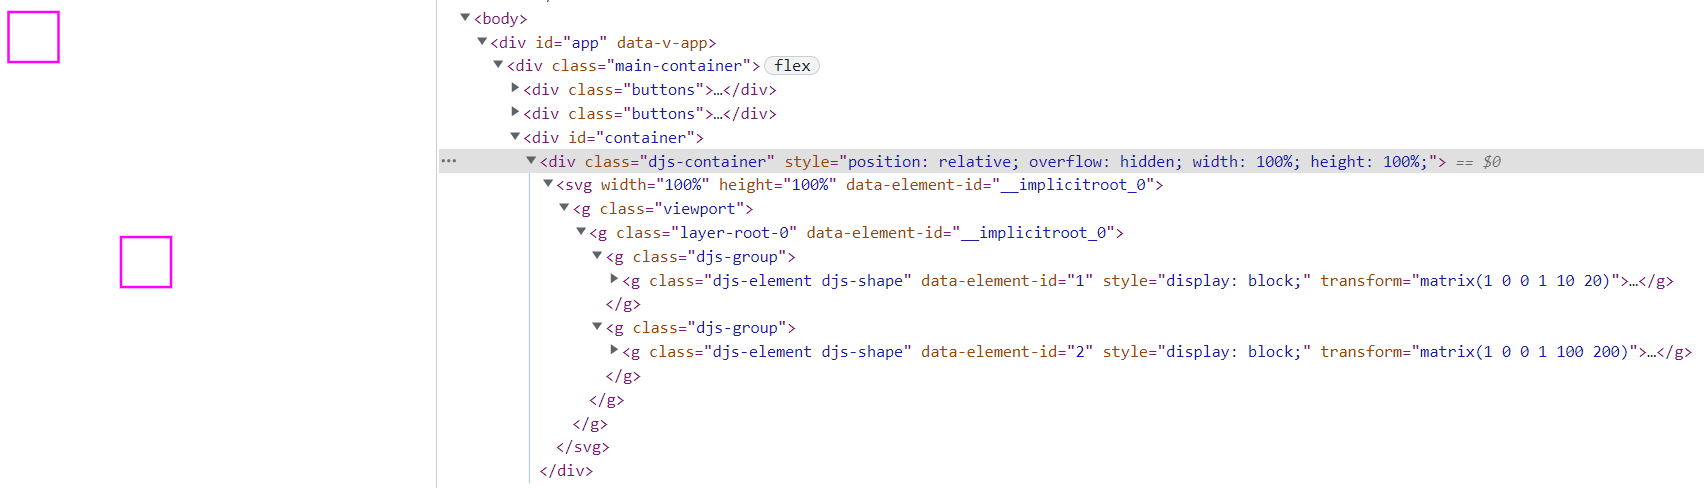 <body>
<div id="app" data-v-app>
<div class="main-container"> flex
<div class="buttons">…</div>
<div class="buttons">…</div>
<div id="container">
<div class="djs-container" style="position: relative; overflow: hidden; width: 100%; height: 100%;"> == $0
<svg width="100%" height="100%" data-element-id="__implicitroot_0">
<g class="viewport">
<g class="layer-root-0" data-element-id="__implicitroot_0">
<g class="djs-group">
<g class="djs-element djs-shape" data-element-id="1" style="display: block;" transform="matrix(1 0 0 1 10 20)">…</g>
</g>
<g class="djs-group">
<g class="djs-element djs-shape" data-element-id="2" style="display: block;" transform="matrix(1 0 0 1 100 200)">…</g>
</g>
</g>
</g>
</svg>
</div>